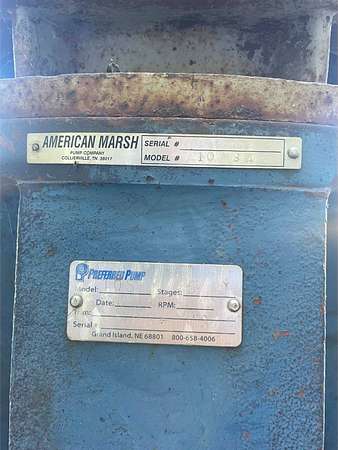 AMERICAN MARSH
PUMP COMPANY
COLLIERVILLE, TN 38017
SERIAL #
MODEL # 10
PREFERRED PUMP
Model: Stages:
Date: RPM:
Serial
Grand Island, NE 68801 800-658-4006